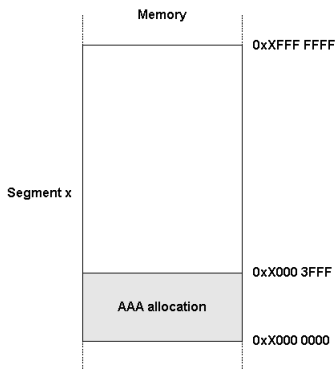 Memory
0xXFFF FFFF
Segment x
0xX000 3FFF
AAA allocation
0xX000 0000